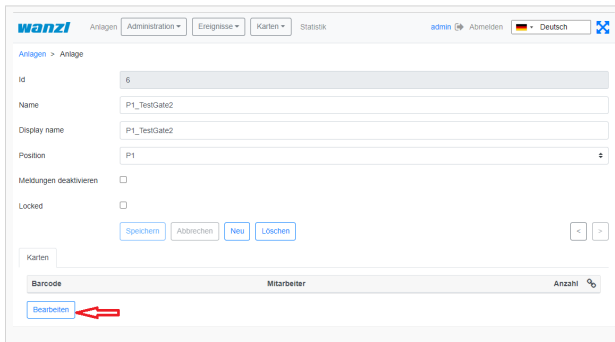 wanzl Anlagen Administration Ereignisse Karten Statistik admin Abmelden Deutsch
Anlagen > Anlage
Id 6
Name P1_TestGate2
Display name P1_TestGate2
Position P1
Meldungen deaktivieren
Locked
Speichern Abbrechen Neu Löschen < >
Karten
Barcode Mitarbeiter Anzahl
Bearbeiten